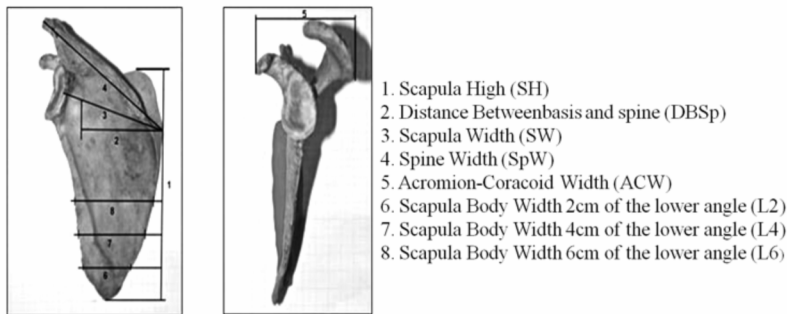 5
4
3
2
1
8
7
6
1. Scapula High (SH)
2. Distance Betweenbasis and spine (DBSp)
3. Scapula Width (SW)
4. Spine Width (SpW)
5. Acromion-Coracoid Width (ACW)
6. Scapula Body Width 2cm of the lower angle (L2)
7. Scapula Body Width 4cm of the lower angle (L4)
8. Scapula Body Width 6cm of the lower angle (L6)